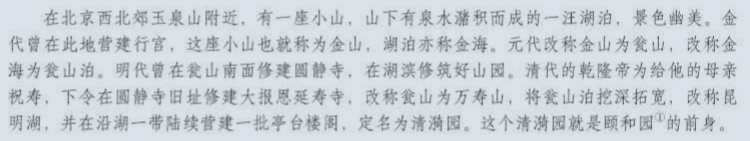 在北京西北郊玉泉山附近，有一座小山，山下有泉水潴积而成的一汪湖泊，景色幽美。金
代曾在此地营建行宫，这座小山也就称为金山，湖泊亦称金海。元代改称金山为瓮山，改称金
海为瓮山泊。明代曾在瓮山南面修建圆静寺，在湖滨修筑好山园。清代的乾隆帝为给他的母亲
祝寿，下令在圆静寺旧址修建大报恩延寿寺，改称瓮山为万寿山，将瓮山泊挖深拓宽，改称昆
明湖，并在沿湖一带陆续营建一批亭台楼阁，定名为清漪园。这个清漪园就是颐和园①的前身。